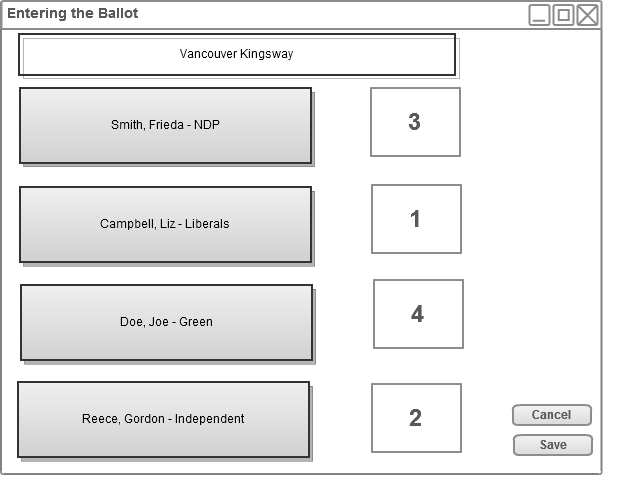 Entering the Ballot
Vancouver Kingsway
Smith, Frieda - NDP
3
Campbell, Liz - Liberals
1
Doe, Joe - Green
4
Reece, Gordon - Independent
2
Cancel
Save